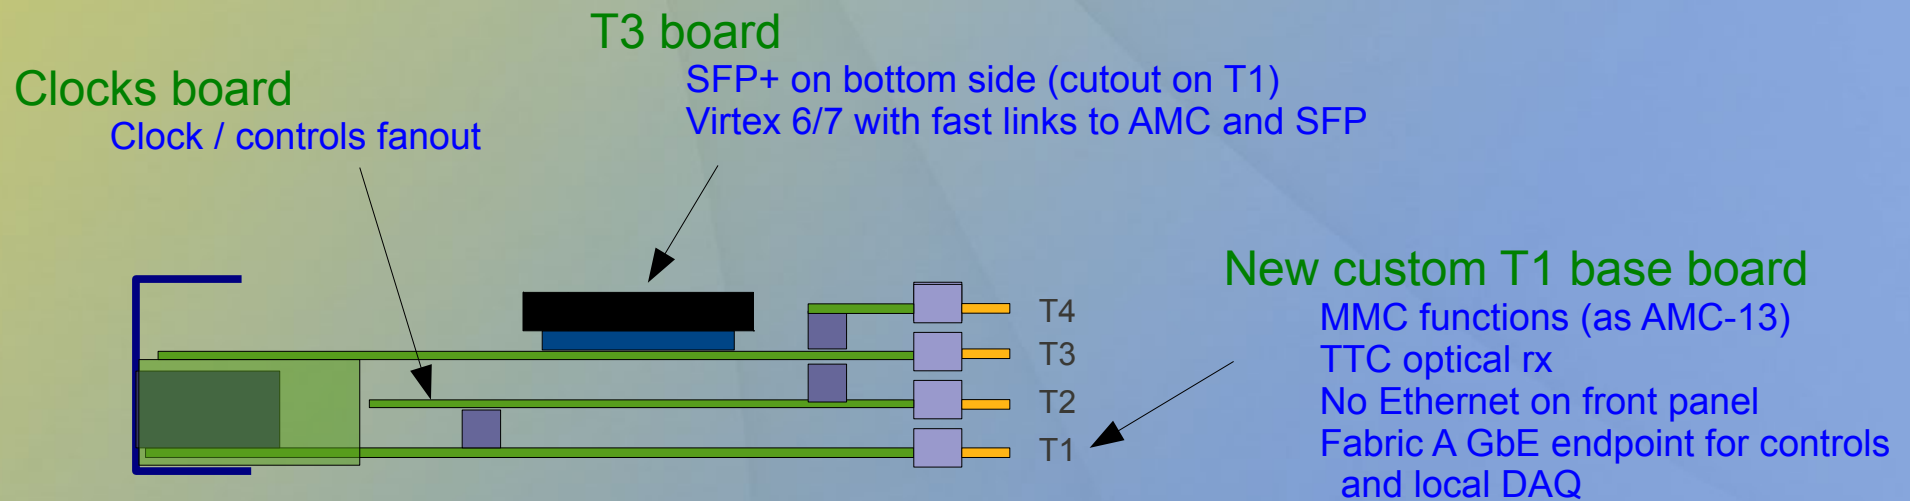 T3 board
SFP+ on bottom side (cutout on T1)
Virtex 6/7 with fast links to AMC and SFP
Clocks board
Clock / controls fanout
New custom T1 base board
MMC functions (as AMC-13)
TTC optical rx
No Ethernet on front panel
Fabric A GbE endpoint for controls
and local DAQ
T4
T3
T2
T1